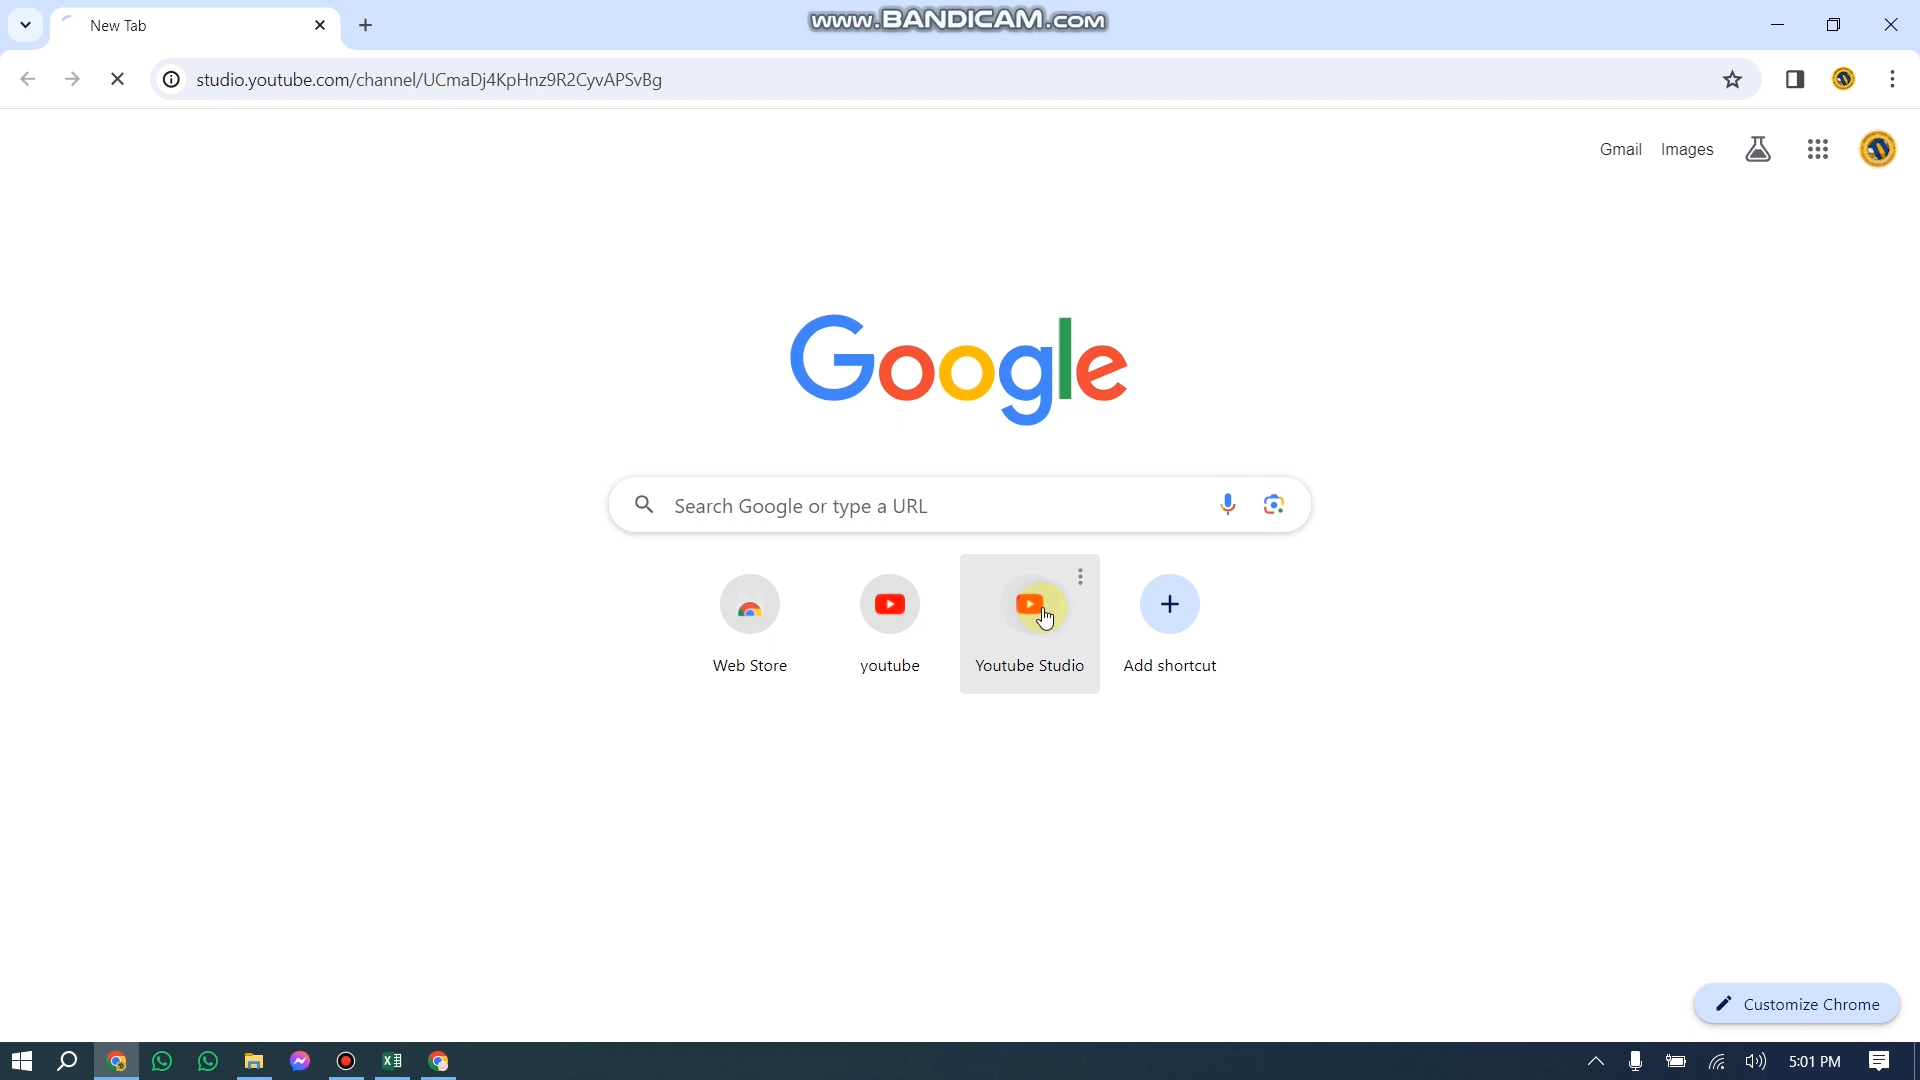 New Tab
www.BANDICAM.com
studio.youtube.com/channel/UCmaDj4KpHnz9R2CyvAPSvBg
Gmail
Images
Google
Search Google or type a URL
Web Store
youtube
Youtube Studio
Add shortcut
Customize Chrome
5:01 PM